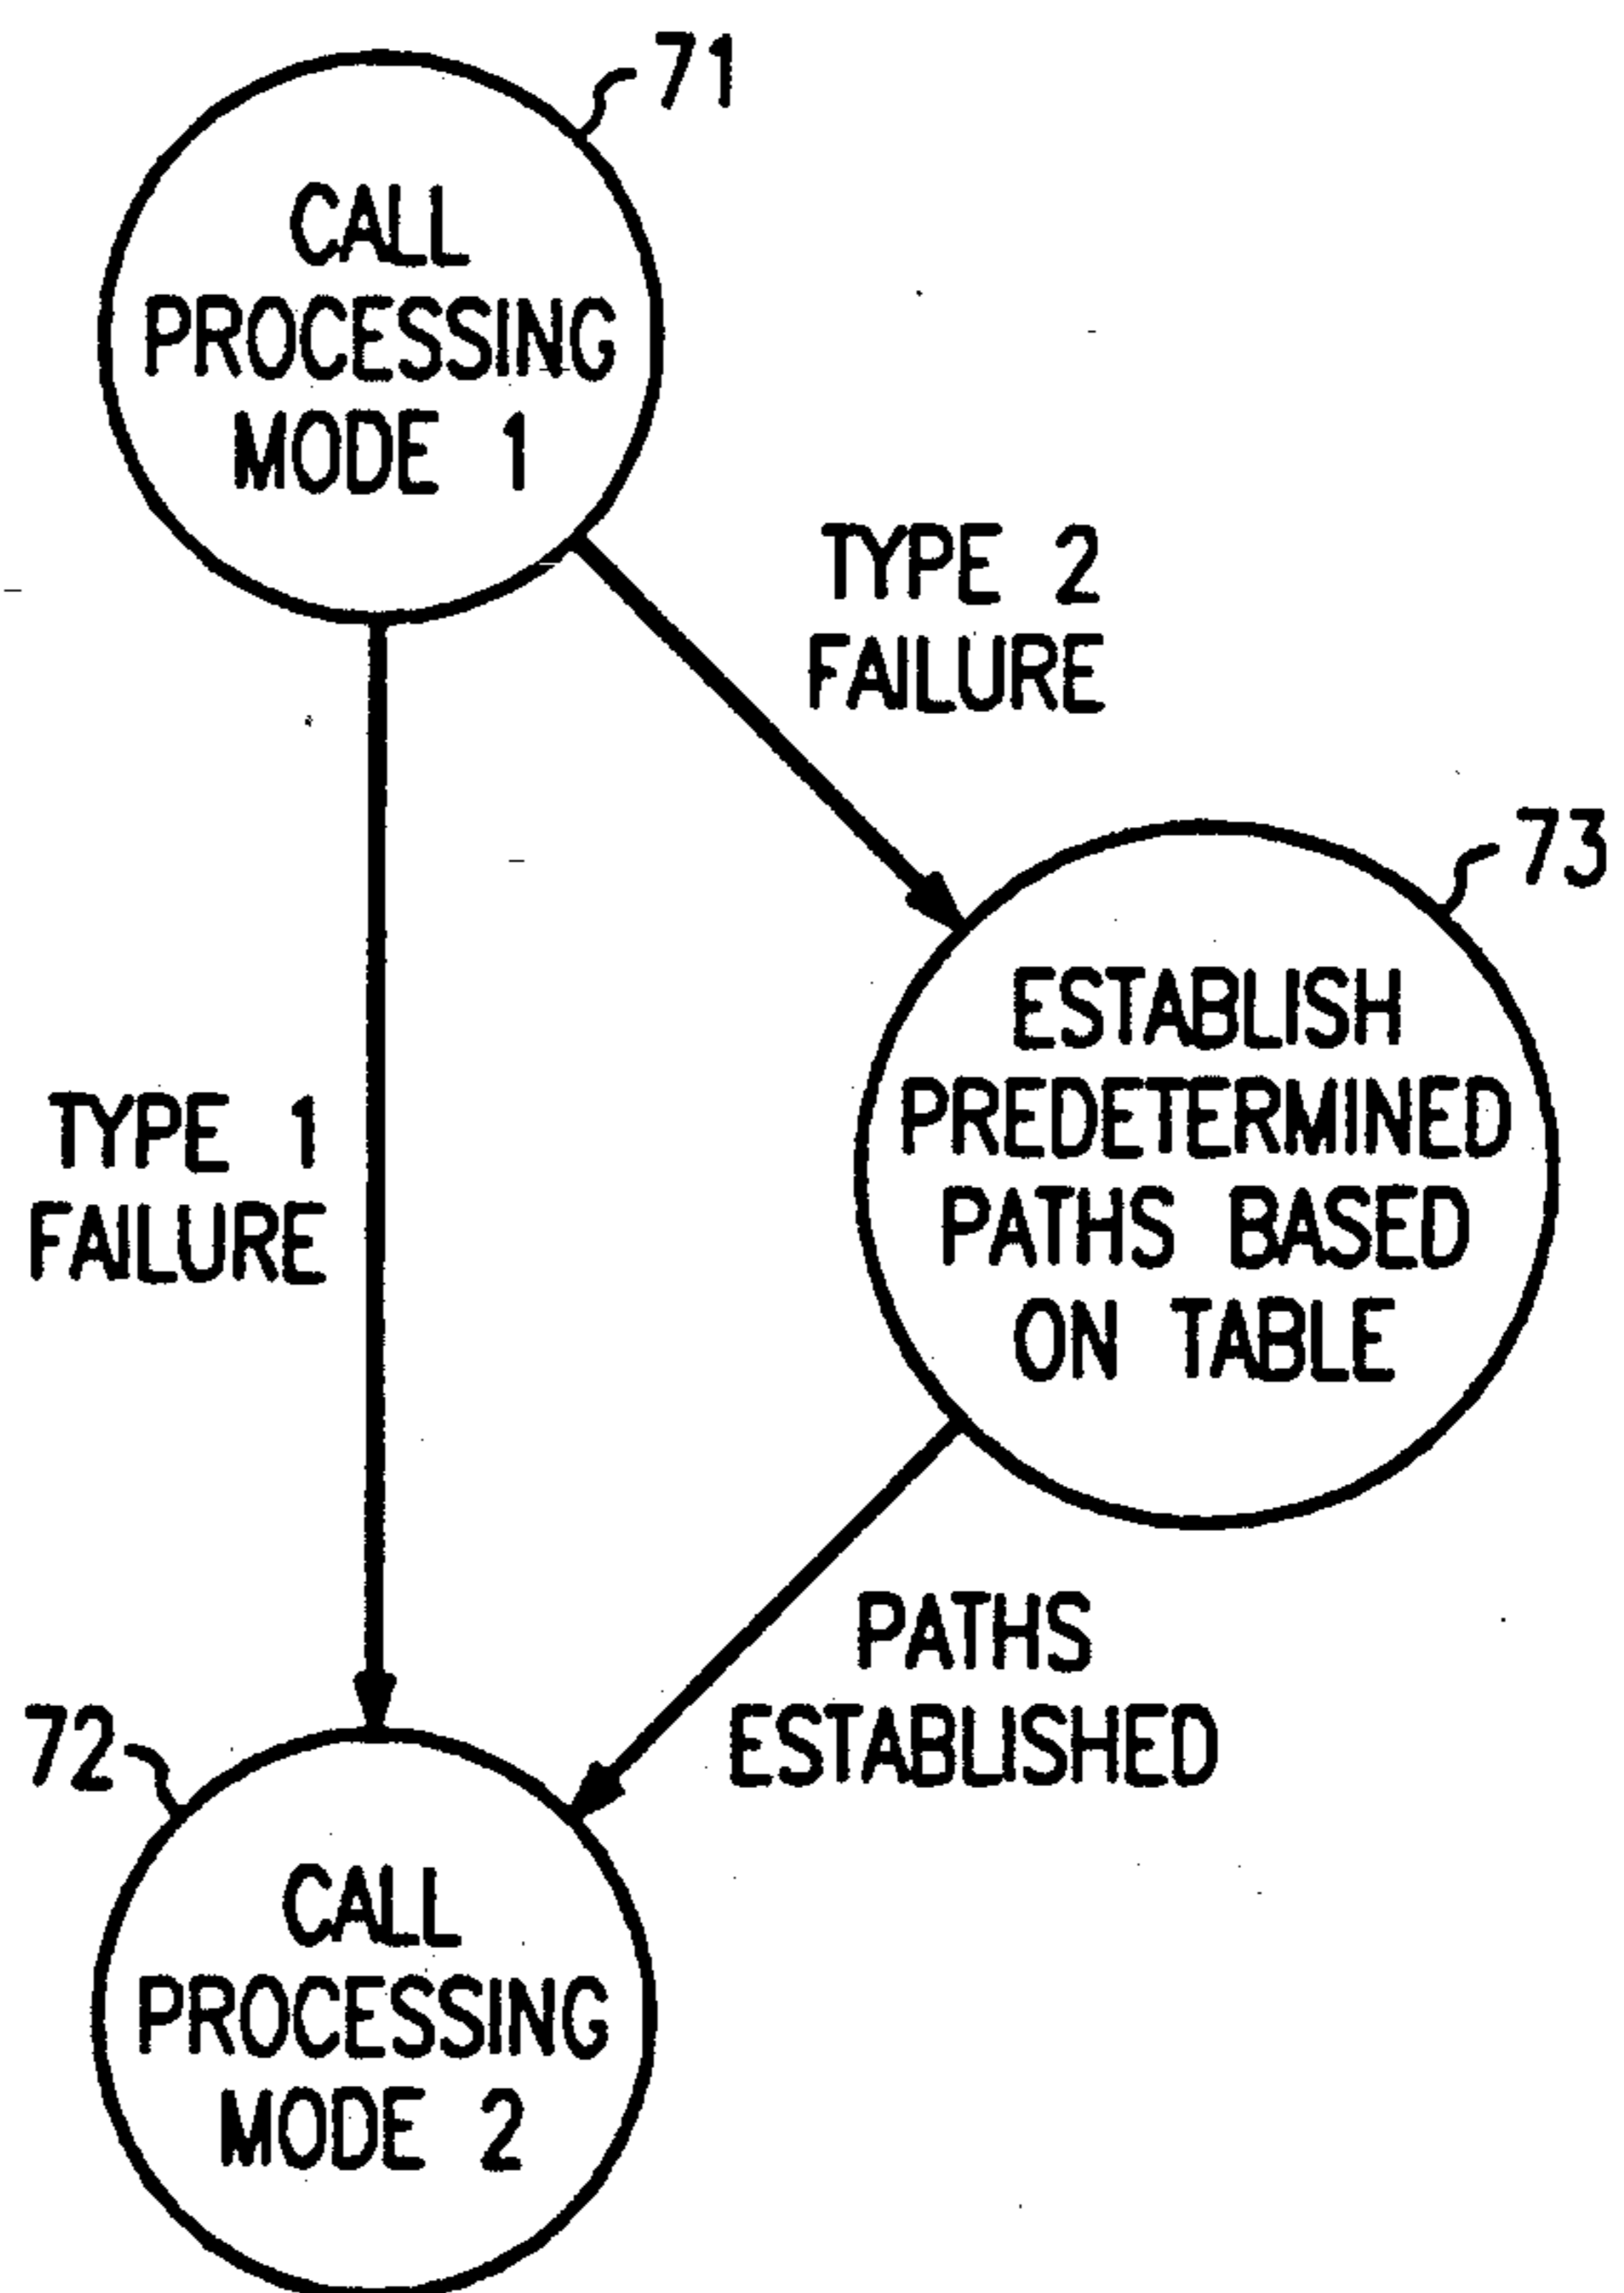 71
CALL
PROCESSING
MODE 1
TYPE 2
FAILURE
73
ESTABLISH
PREDETERMINED
PATHS BASED
ON TABLE
TYPE 1
FAILURE
PATHS
ESTABLISHED
72
CALL
PROCESSING
MODE 2